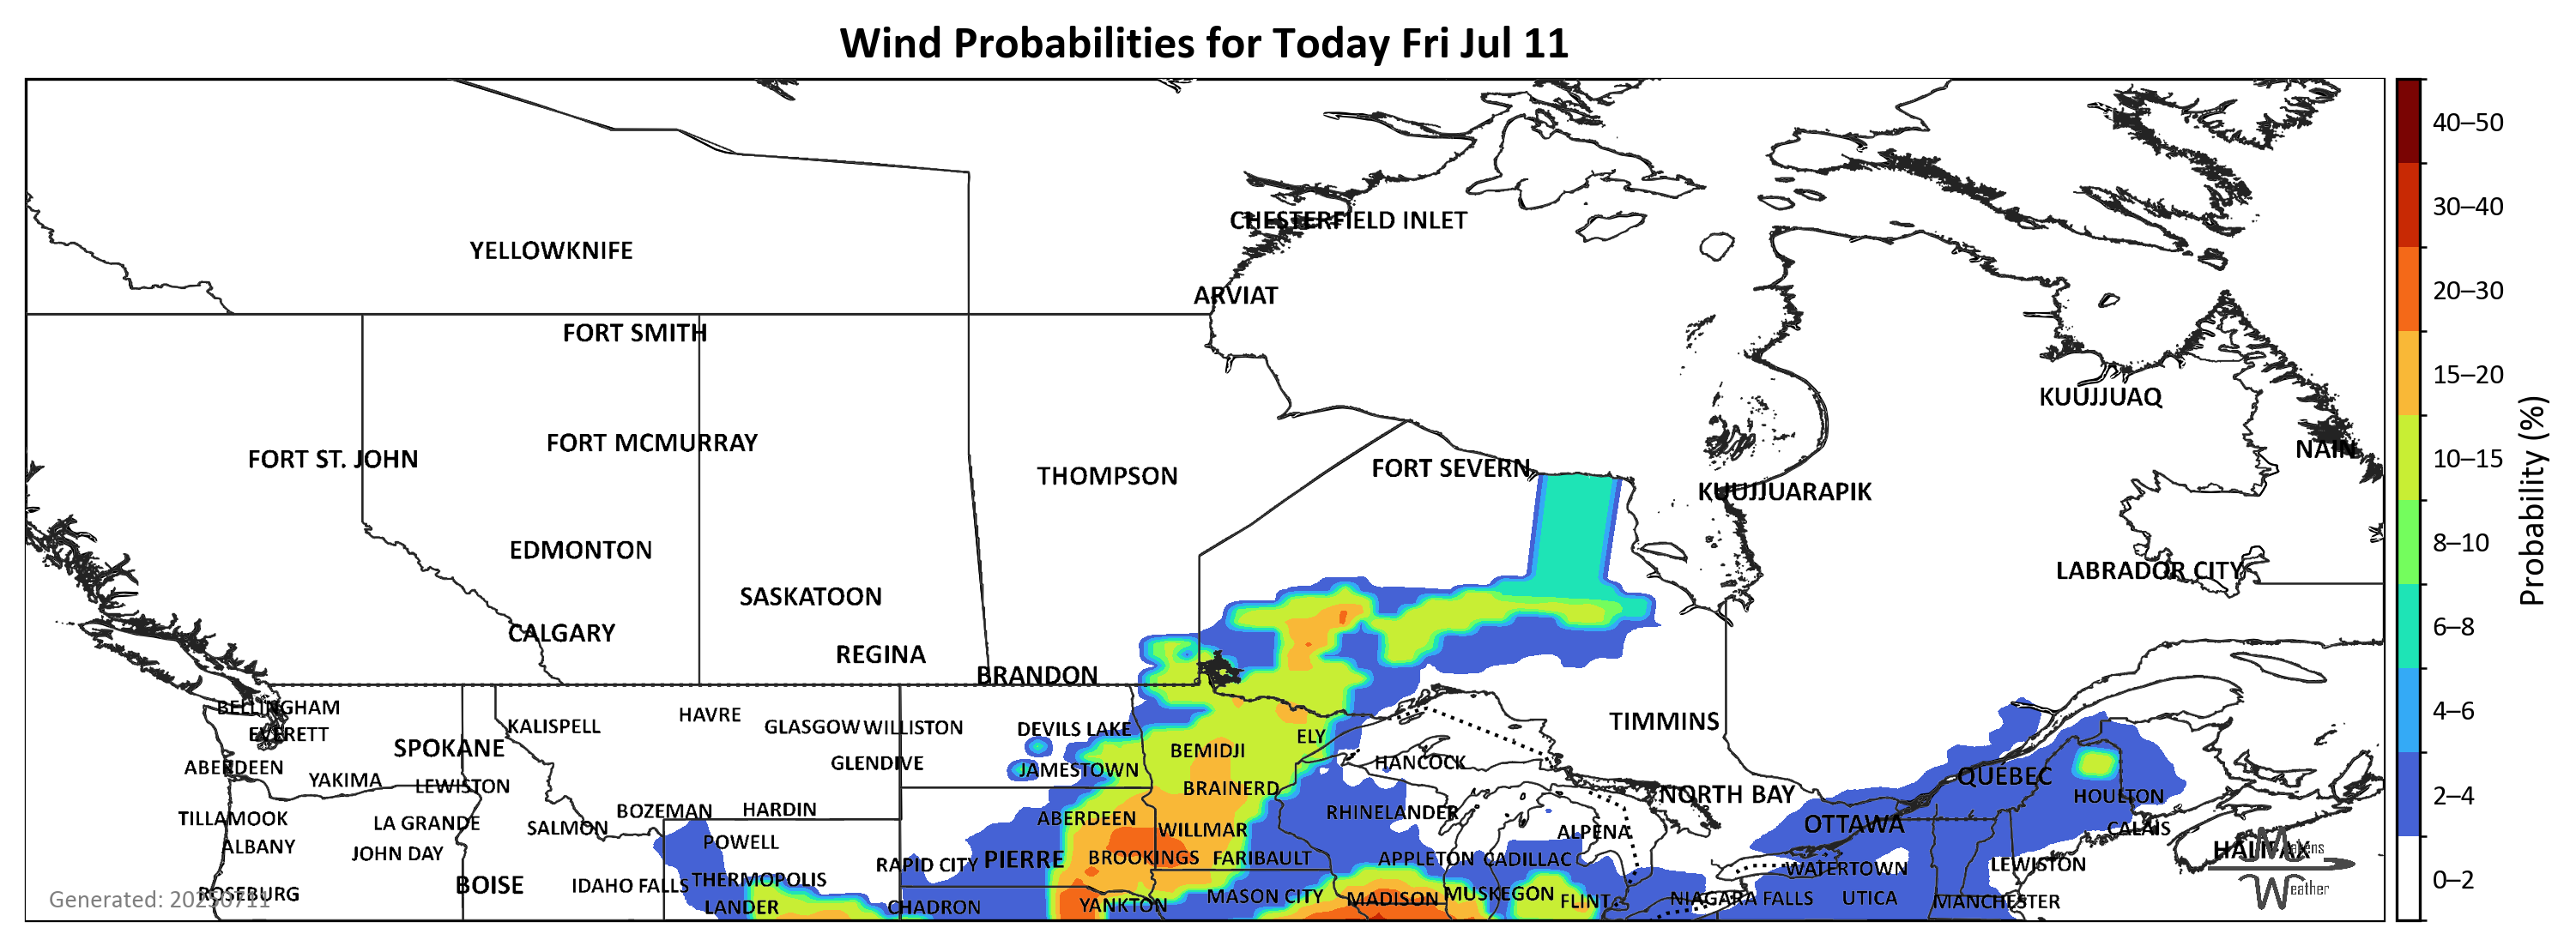 Wind Probabilities for Today Fri Jul 11
40–50
30–40
CHESTERFIELD INLET
YELLOWKNIFE
20–30
ARVIAT
FORT SMITH
15–20
KUUJJUAQ
FORT MCMURRAY
NAIN
FORT ST. JOHN
10–15
FORT SEVERN
THOMPSON
KUUJJUARAPIK
Probability (%)
8–10
EDMONTON
LABRADOR CITY
SASKATOON
6–8
CALGARY
REGINA
BRANDON
BELLINGHAM
4–6
HAVRE
TIMMINS
KALISPELL
GLASGOW WILLISTON
DEVILS LAKE
EVERETT
ELY
SPOKANE
BEMIDJI
GLENDIVE
HANCOCK
ABERDEEN
JAMESTOWN
QUÉBEC
YAKIMA
LEWISTON
BRAINERD
NORTH BAY
HOULTON
2–4
BOZEMAN
HARDIN
RHINELANDER
TILLAMOOK
LA GRANDE
SALMON
ABERDEEN
WILLMAR
ALPENA
OTTAWA
CALAIS
ALBANY
POWELL
JOHN DAY
BROOKINGS
FARIBAULT
APPLETON
CADILLAC
HALIFAX
RAPID CITY
PIERRE
WATERTOWN
LEWISTON
BOISE
IDAHO FALLS
THERMOPOLIS
0–2
ROSEBURG
Generated: 20250711
LANDER
CHADRON
YANKTON
MASON CITY
MADISON
MUSKEGON
FLINT
NIAGARA FALLS
UTICA
MANCHESTER
Weather